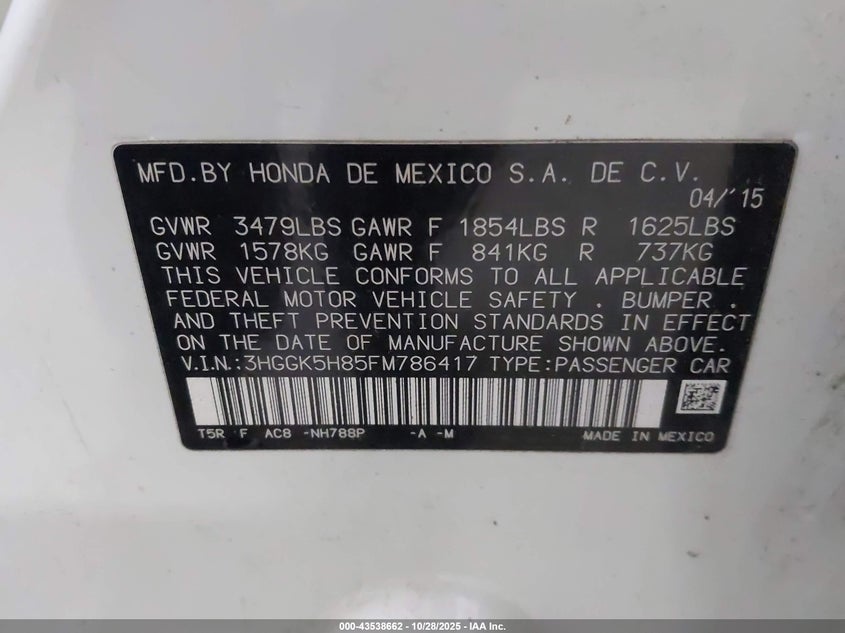 MFD.BY HONDA DE MEXICO S.A. DE C.V.
04/'15
GVWR 3479LBS GAWR F 1854LBS R 1625LBS
GVWR 1578KG GAWR F 841KG R 737KG
THIS VEHICLE CONFORMS TO ALL APPLICABLE
FEDERAL MOTOR VEHICLE SAFETY , BUMPER ,
AND THEFT PREVENTION STANDARDS IN EFFECT
ON THE DATE OF MANUFACTURE SHOWN ABOVE.
V.I.N.:3HGGK5H85FM786417 TYPE:PASSENGER CAR
T5R F AC8 -NH788P -A -M MADE IN MEXICO
000-43538662 - 10/28/2025 - IAA Inc.